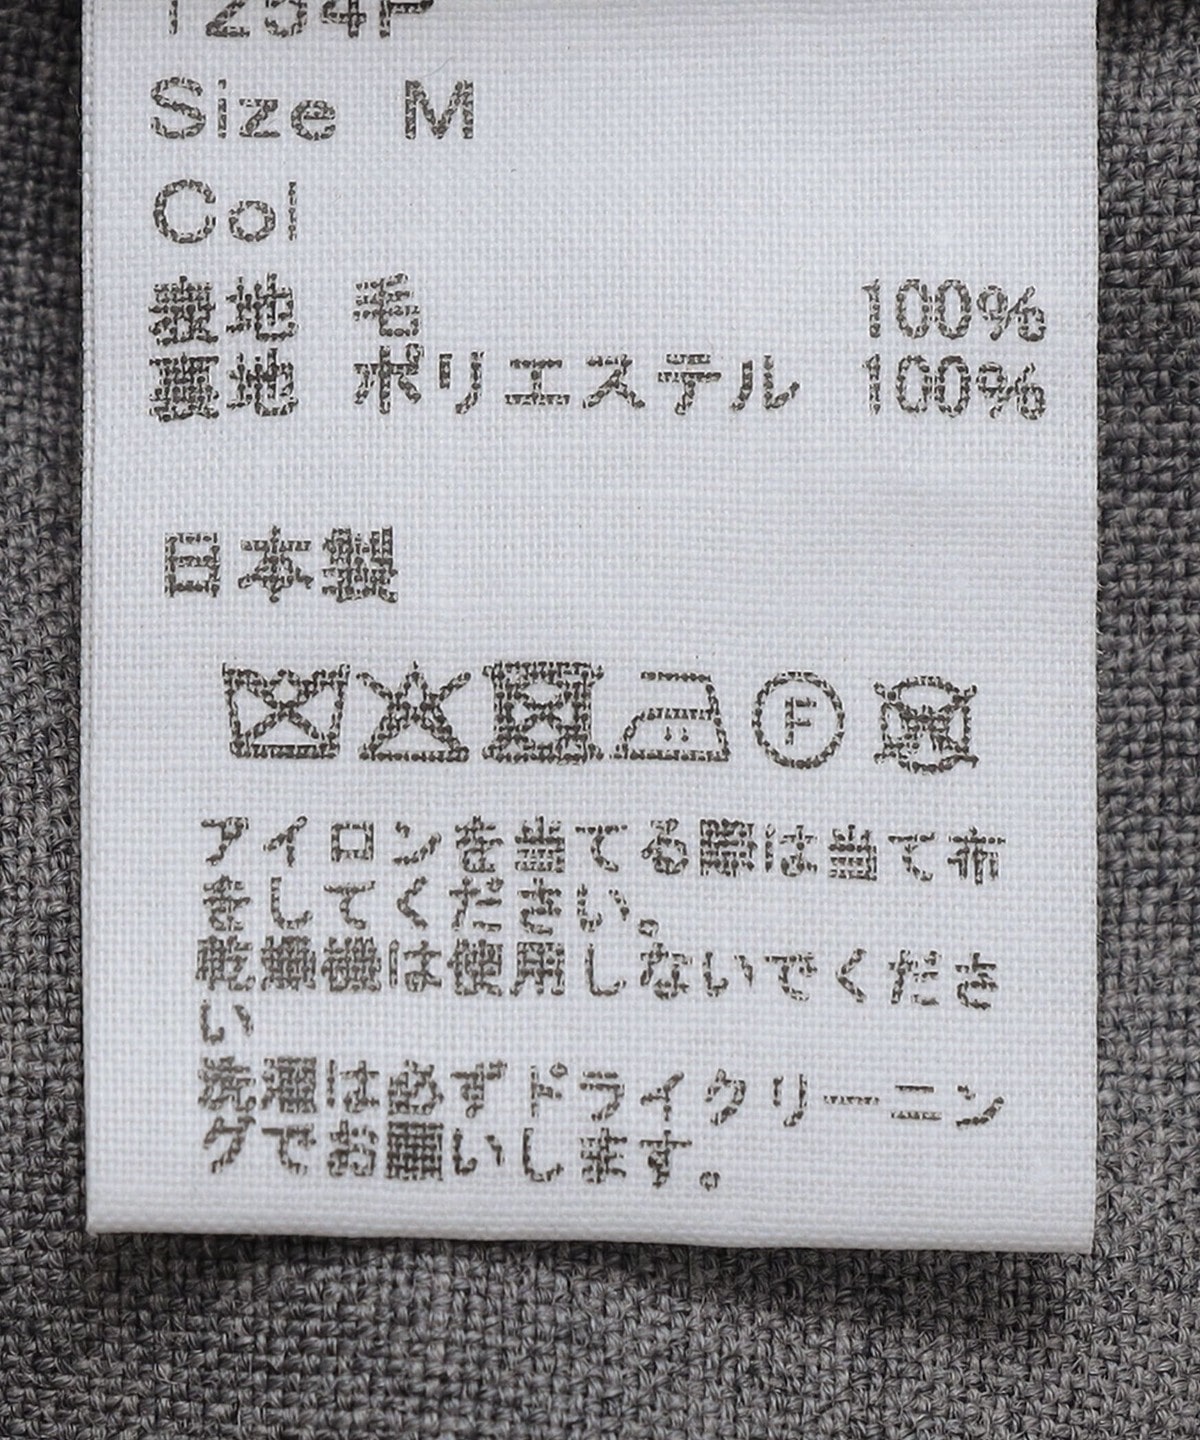 1234P
Size M
Col
表地 毛 100%
裏地 ポリエステル 100%
日本製
F
W
アイロンを当てる際は当て布
をしてください。
乾燥機は使用しないでくださ
い
洗濯は必ずドライクリーニン
グでお願いします。